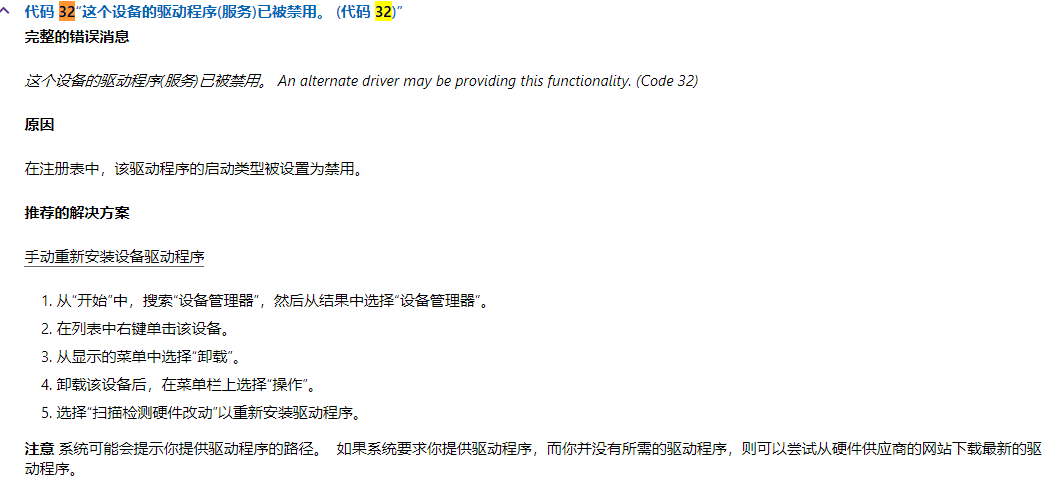 代码 32“这个设备的驱动程序(服务)已被禁用。 (代码 32)”
完整的错误消息
这个设备的驱动程序(服务)已被禁用。 An alternate driver may be providing this functionality. (Code 32)
原因
在注册表中，该驱动程序的启动类型被设置为禁用。
推荐的解决方案
手动重新安装设备驱动程序
1. 从“开始”中，搜索“设备管理器”，然后从结果中选择“设备管理器”。
2. 在列表中右键单击该设备。
3. 从显示的菜单中选择“卸载”。
4. 卸载该设备后，在菜单栏上选择“操作”。
5. 选择“扫描检测硬件改动”以重新安装驱动程序。
注意 系统可能会提示你提供驱动程序的路径。 如果系统要求你提供驱动程序，而你并没有所需的驱动程序，则可以尝试从硬件供应商的网站下载最新的驱
动程序。